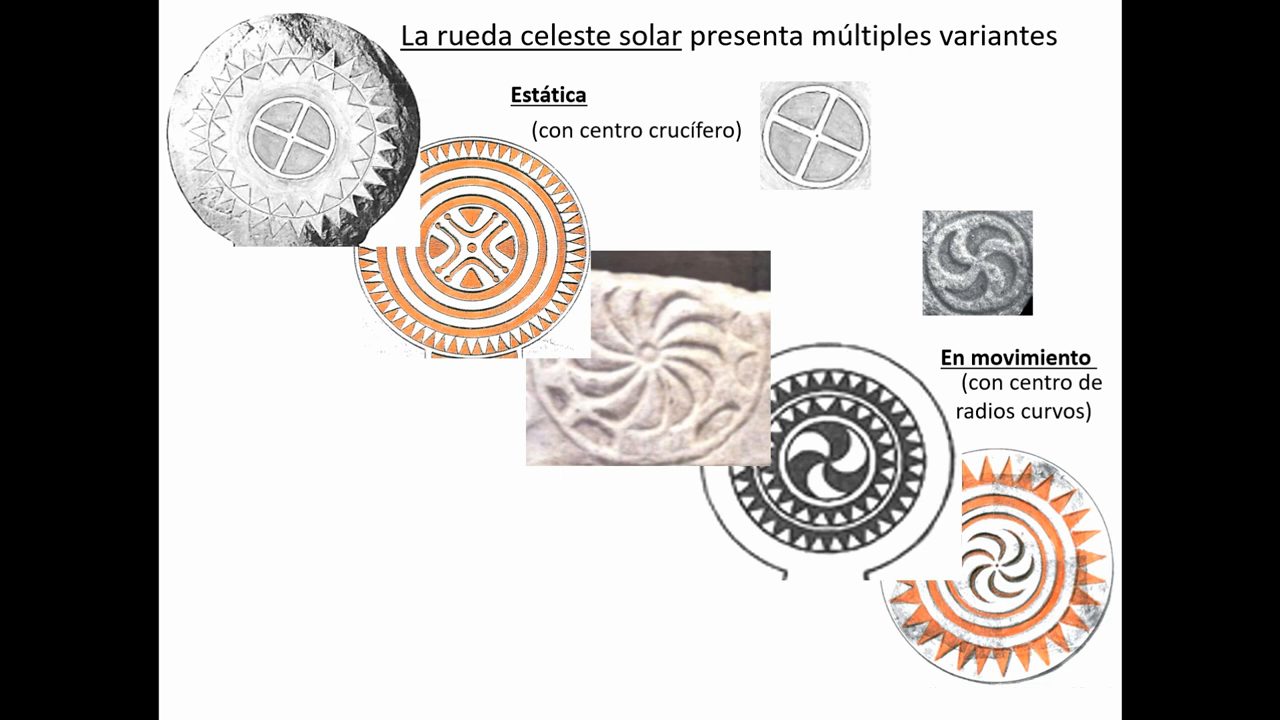 La rueda celeste solar presenta múltiples variantes
Estática
(con centro crucífero)
En movimiento
(con centro de
radios curvos)